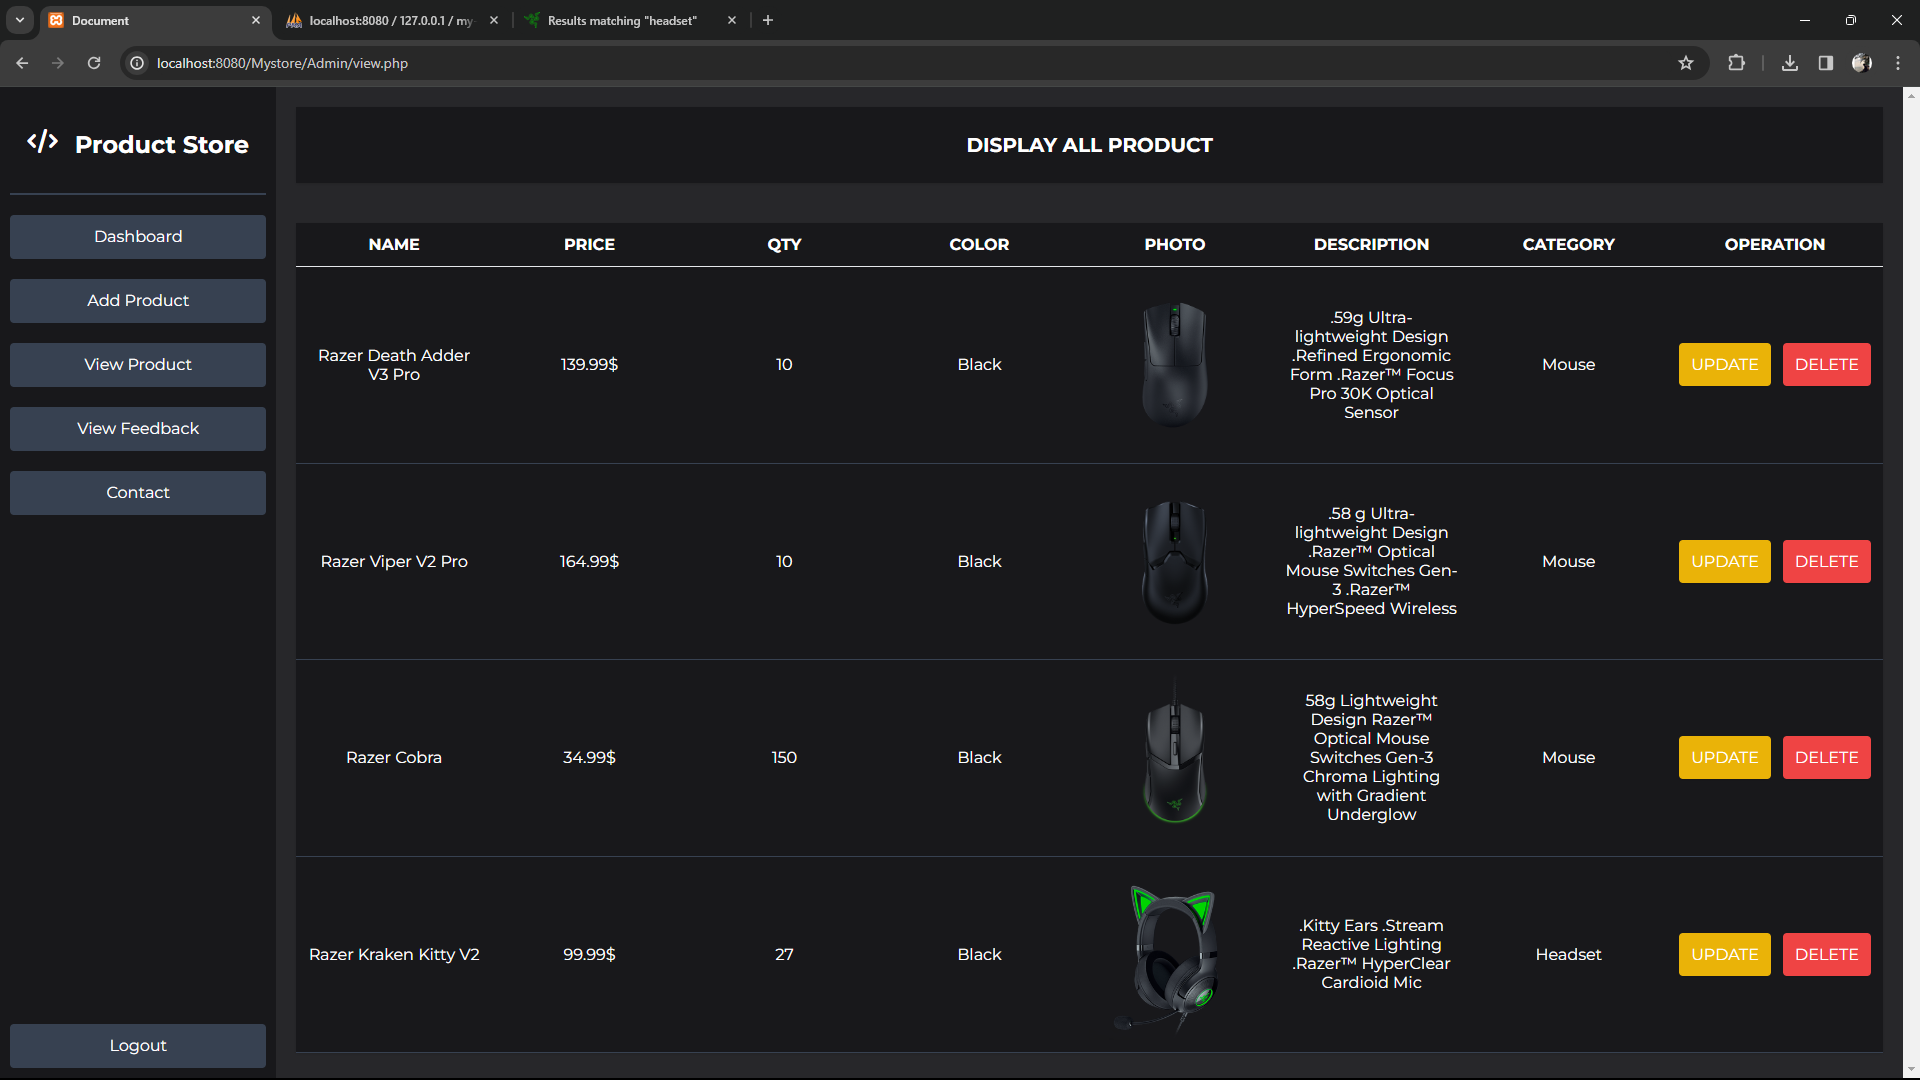 Document
localhost:8080 / 127.0.0.1 / my
Results matching "headset"
localhost:8080/Mystore/Admin/view.php
</> Product Store
Dashboard
Add Product
View Product
View Feedback
Contact
Logout
DISPLAY ALL PRODUCT
NAME PRICE QTY COLOR PHOTO DESCRIPTION CATEGORY OPERATION
Razer Death Adder
V3 Pro
139.99$
10
Black
.59g Ultra-
lightweight Design
.Refined Ergonomic
Form .Razer™ Focus
Pro 30K Optical
Sensor
Mouse
UPDATE
DELETE
Razer Viper V2 Pro
164.99$
10
Black
.58 g Ultra-
lightweight Design
.Razer™ Optical
Mouse Switches Gen-
3 .Razer™
HyperSpeed Wireless
Mouse
UPDATE
DELETE
Razer Cobra
34.99$
150
Black
58g Lightweight
Design Razer™
Optical Mouse
Switches Gen-3
Chroma Lighting
with Gradient
Underglow
Mouse
UPDATE
DELETE
Razer Kraken Kitty V2
99.99$
27
Black
.Kitty Ears .Stream
Reactive Lighting
.Razer™ HyperClear
Cardioid Mic
Headset
UPDATE
DELETE